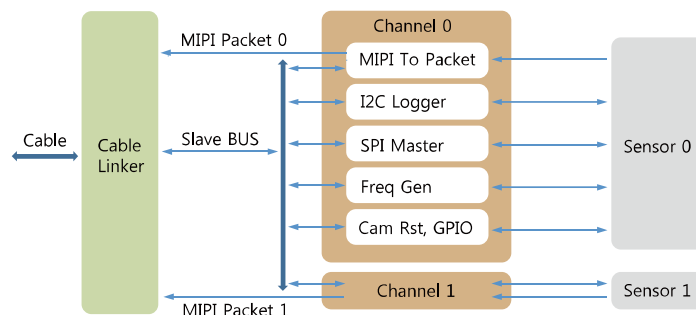 Channel 0
MIPI Packet 0
MIPI To Packet
I2C Logger
Cable
Cable
Linker
Slave BUS
SPI Master
Sensor 0
Freq Gen
Cam Rst, GPIO
Channel 1
Sensor 1
MIPI Packet 1